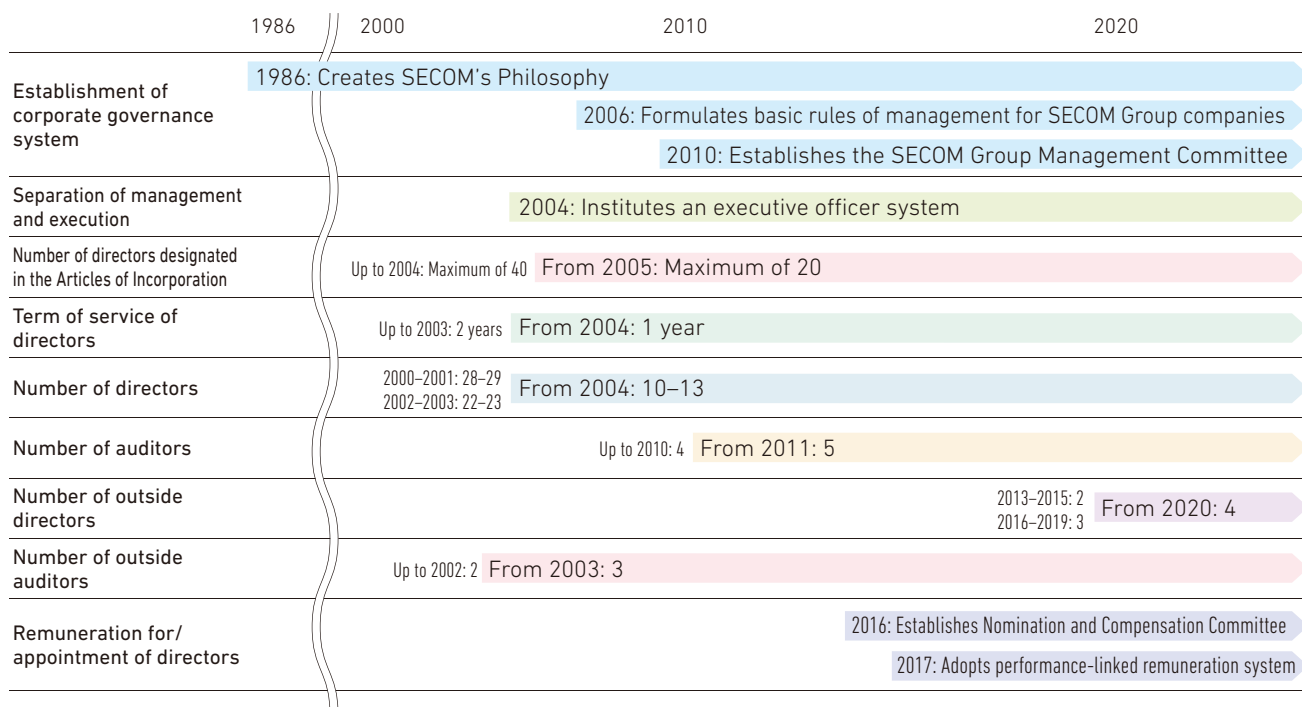 1986 2000 2010 2020
Establishment of
corporate governance
system
1986: Creates SECOM's Philosophy
2006: Formulates basic rules of management for SECOM Group companies
2010: Establishes the SECOM Group Management Committee
Separation of management
and execution
2004: Institutes an executive officer system
Number of directors designated
in the Articles of Incorporation
Up to 2004: Maximum of 40 From 2005: Maximum of 20
Term of service of
directors
Up to 2003: 2 years From 2004: 1 year
Number of directors
2000–2001: 28–29
2002–2003: 22–23
From 2004: 10–13
Number of auditors
Up to 2010: 4 From 2011: 5
Number of outside
directors
2013–2015: 2
2016–2019: 3
From 2020: 4
Number of outside
auditors
Up to 2002: 2 From 2003: 3
Remuneration for/
appointment of directors
2016: Establishes Nomination and Compensation Committee
2017: Adopts performance-linked remuneration system